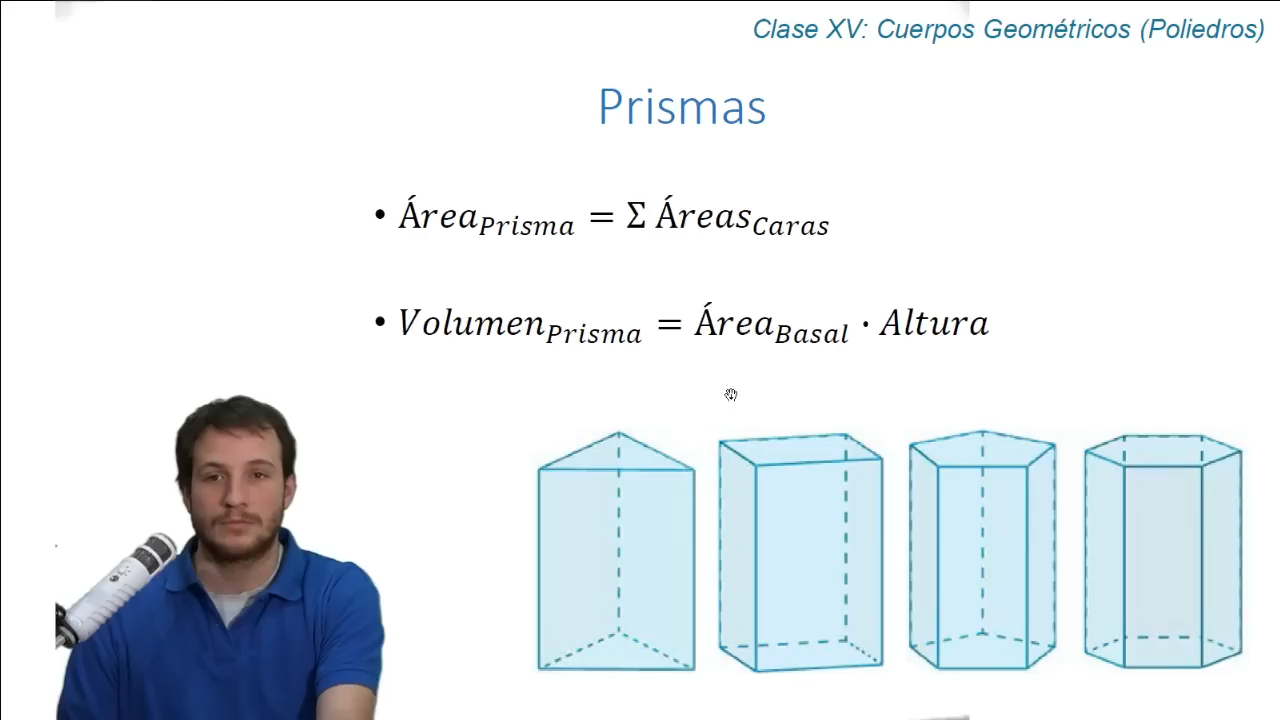 Clase XV: Cuerpos Geométricos (Poliedros)
Prismas
• Área_Prisma = Σ Áreas_Caras
• Volumen_Prisma = Área_Basal · Altura